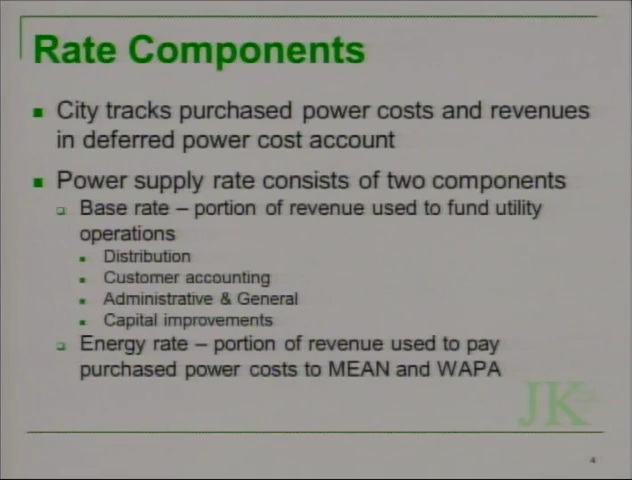 Rate Components
City tracks purchased power costs and revenues
in deferred power cost account
Power supply rate consists of two components
Base rate – portion of revenue used to fund utility
operations
Distribution
Customer accounting
Administrative & General
Capital improvements
Energy rate – portion of revenue used to pay
purchased power costs to MEAN and WAPA
JK
4